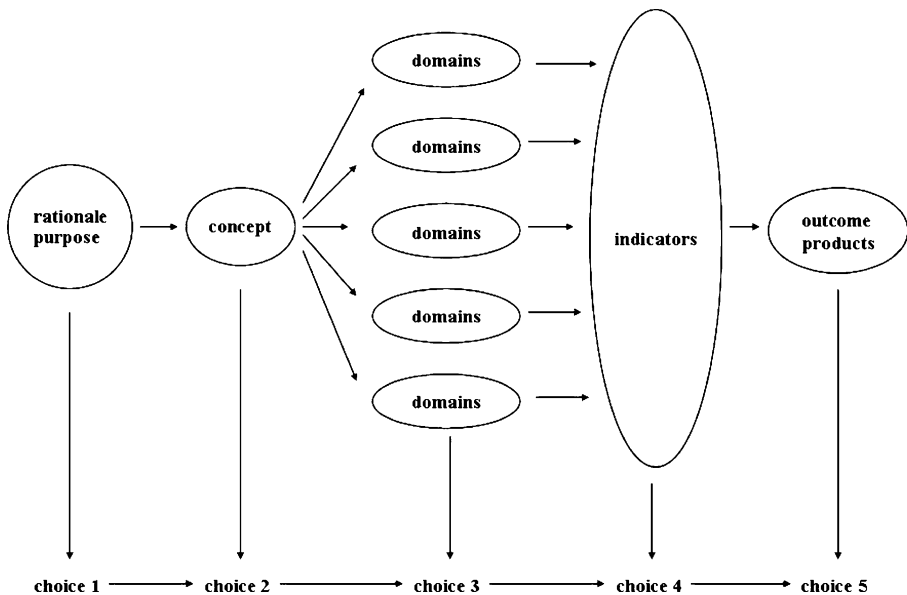 domains
domains
rationale
purpose
concept
domains
indicators
outcome
products
domains
domains
choice 1
choice 2
choice 3
choice 4
choice 5